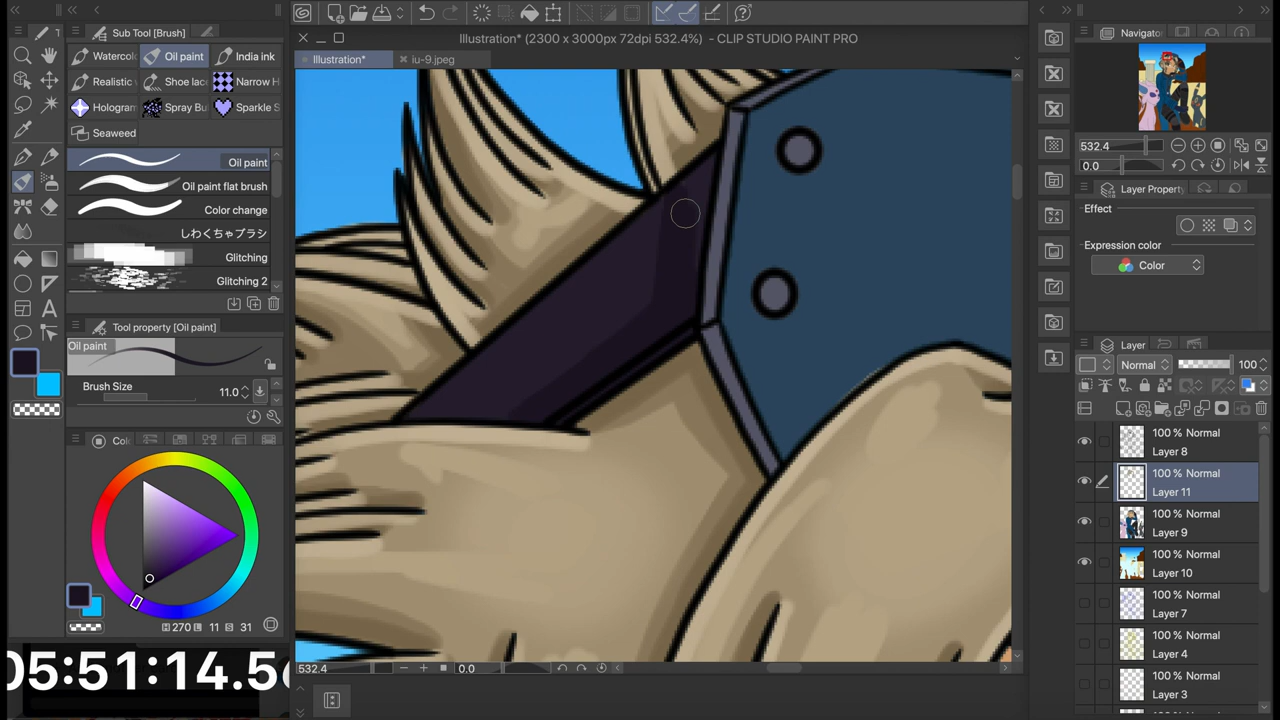 Illustration* (2300 x 3000px 72dpi 532.4%) - CLIP STUDIO PAINT PRO
Illustration*
iu-9.jpeg
Sub Tool [Brush]
Watercol
Oil paint
India ink
Realistic
Shoe lace
Narrow H
Hologram
Spray Bu
Sparkle S
Seaweed
Oil paint
Oil paint flat brush
Color change
しわくちゃブラシ
Glitching
Glitching 2
Tool property [Oil paint]
Oil paint
Brush Size
11.0
Col
H 270 L 11 S 31
05:51:14.56
532.4
0.0
Navigator
532.4
0.0
Layer Property
Effect
Expression color
Color
Layer
Normal
100
100 % Normal
Layer 8
100 % Normal
Layer 11
100 % Normal
Layer 9
100 % Normal
Layer 10
100 % Normal
Layer 7
100 % Normal
Layer 4
100 % Normal
Layer 3
100 % Normal